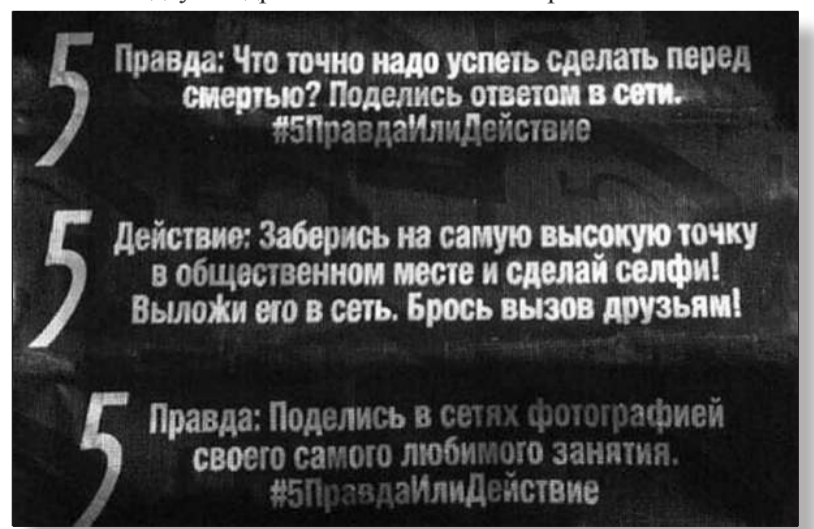 5
Правда: Что точно надо успеть сделать перед
смертью? Поделись ответом в сети.
#5ПравдаИлиДействие
5
Действие: Заберись на самую высокую точку
в общественном месте и сделай селфи!
Выложи его в сеть. Брось вызов друзьям!
5
Правда: Поделись в сетях фотографией
своего самого любимого занятия.
#5ПравдаИлиДействие